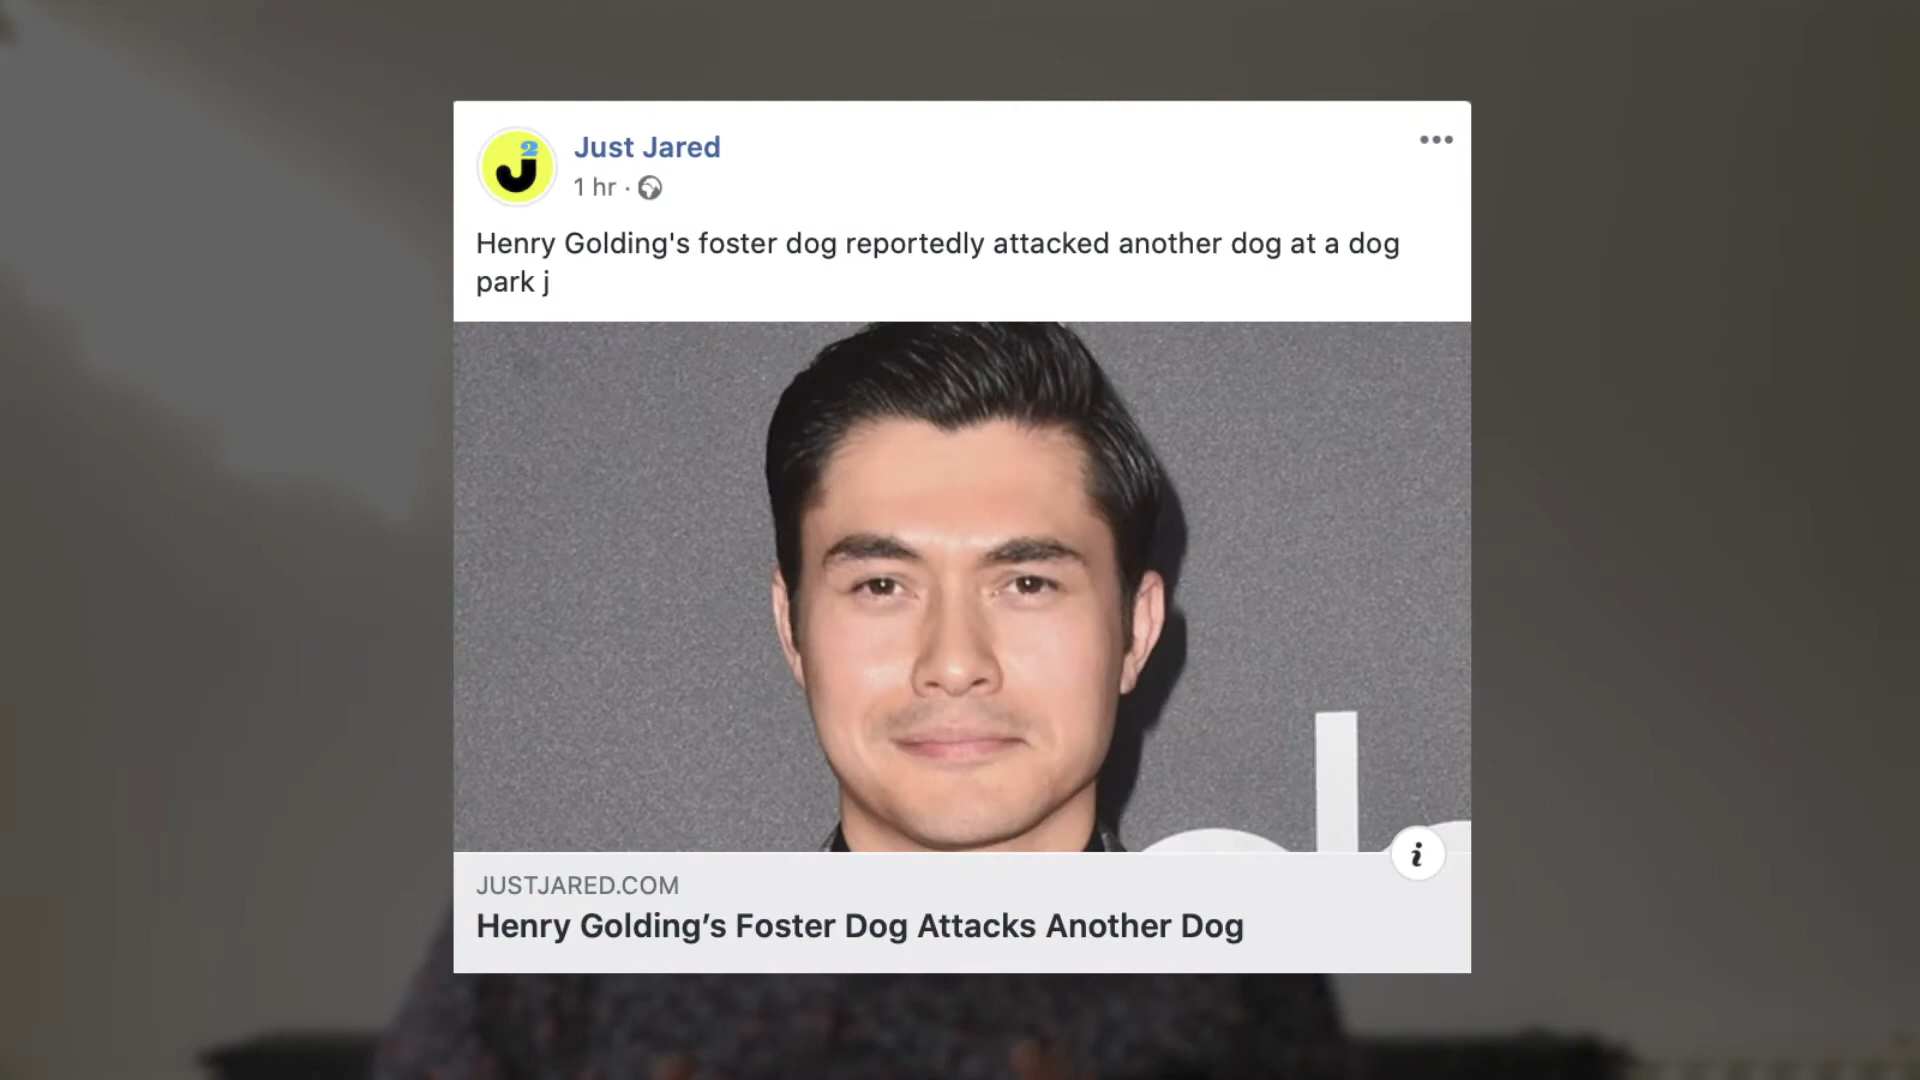 J2
Just Jared
1 hr ·
Henry Golding's foster dog reportedly attacked another dog at a dog
park j
i
JUSTJARED.COM
Henry Golding’s Foster Dog Attacks Another Dog